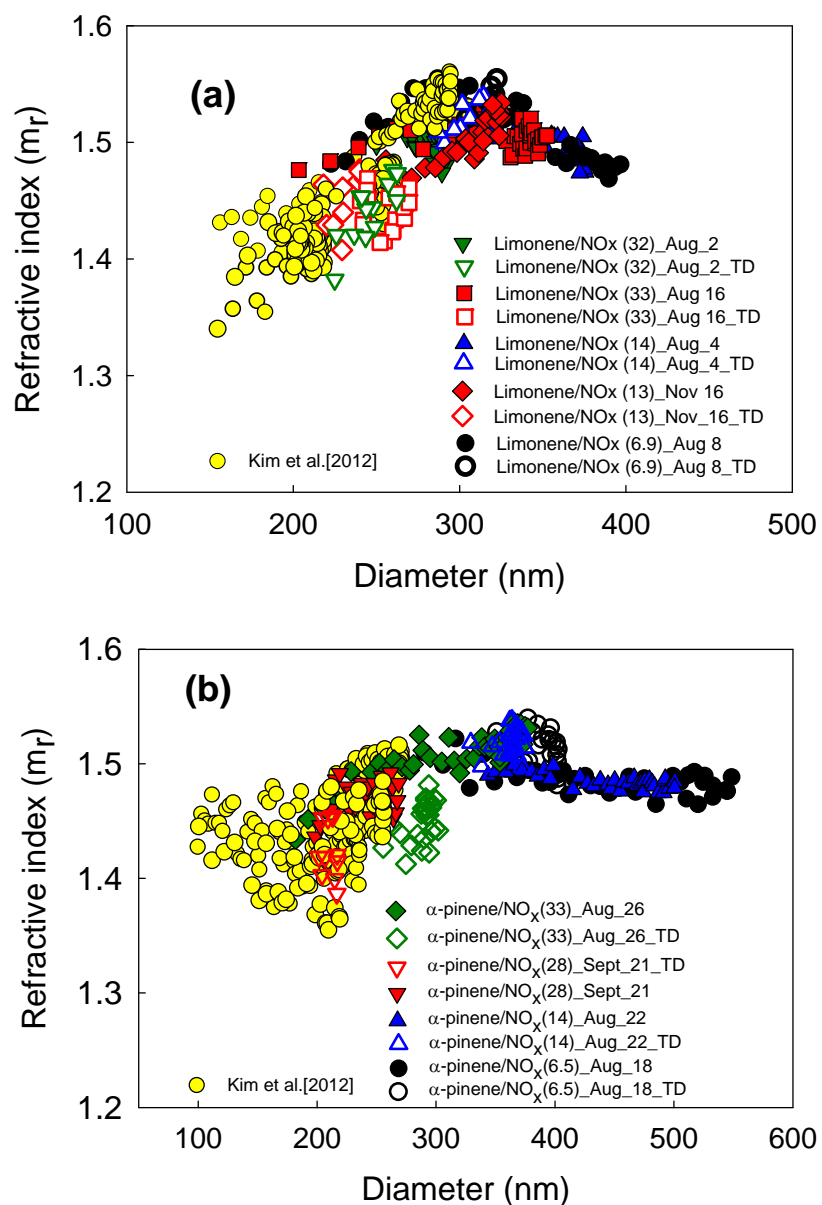 1.6
(a)
1.5
1.4
1.3
1.2
Refractive index (mr)
Limonene/NOx (32)_Aug_2
Limonene/NOx (32)_Aug_2_TD
Limonene/NOx (33)_Aug 16
Limonene/NOx (33)_Aug 16_TD
Limonene/NOx (14)_Aug_4
Limonene/NOx (14)_Aug_4_TD
Limonene/NOx (13)_Nov 16
Limonene/NOx (13)_Nov_16_TD
Limonene/NOx (6.9)_Aug 8
Limonene/NOx (6.9)_Aug 8_TD
Kim et al.[2012]
100 200 300 400 500
Diameter (nm)
1.6
(b)
1.5
1.4
1.3
1.2
Refractive index (mr)
α-pinene/NOx(33)_Aug_26
α-pinene/NOx(33)_Aug_26_TD
α-pinene/NOx(28)_Sept_21_TD
α-pinene/NOx(28)_Sept_21
α-pinene/NOx(14)_Aug_22
α-pinene/NOx(14)_Aug_22_TD
α-pinene/NOx(6.5)_Aug_18
α-pinene/NOx(6.5)_Aug_18_TD
Kim et al.[2012]
100 200 300 400 500 600
Diameter (nm)